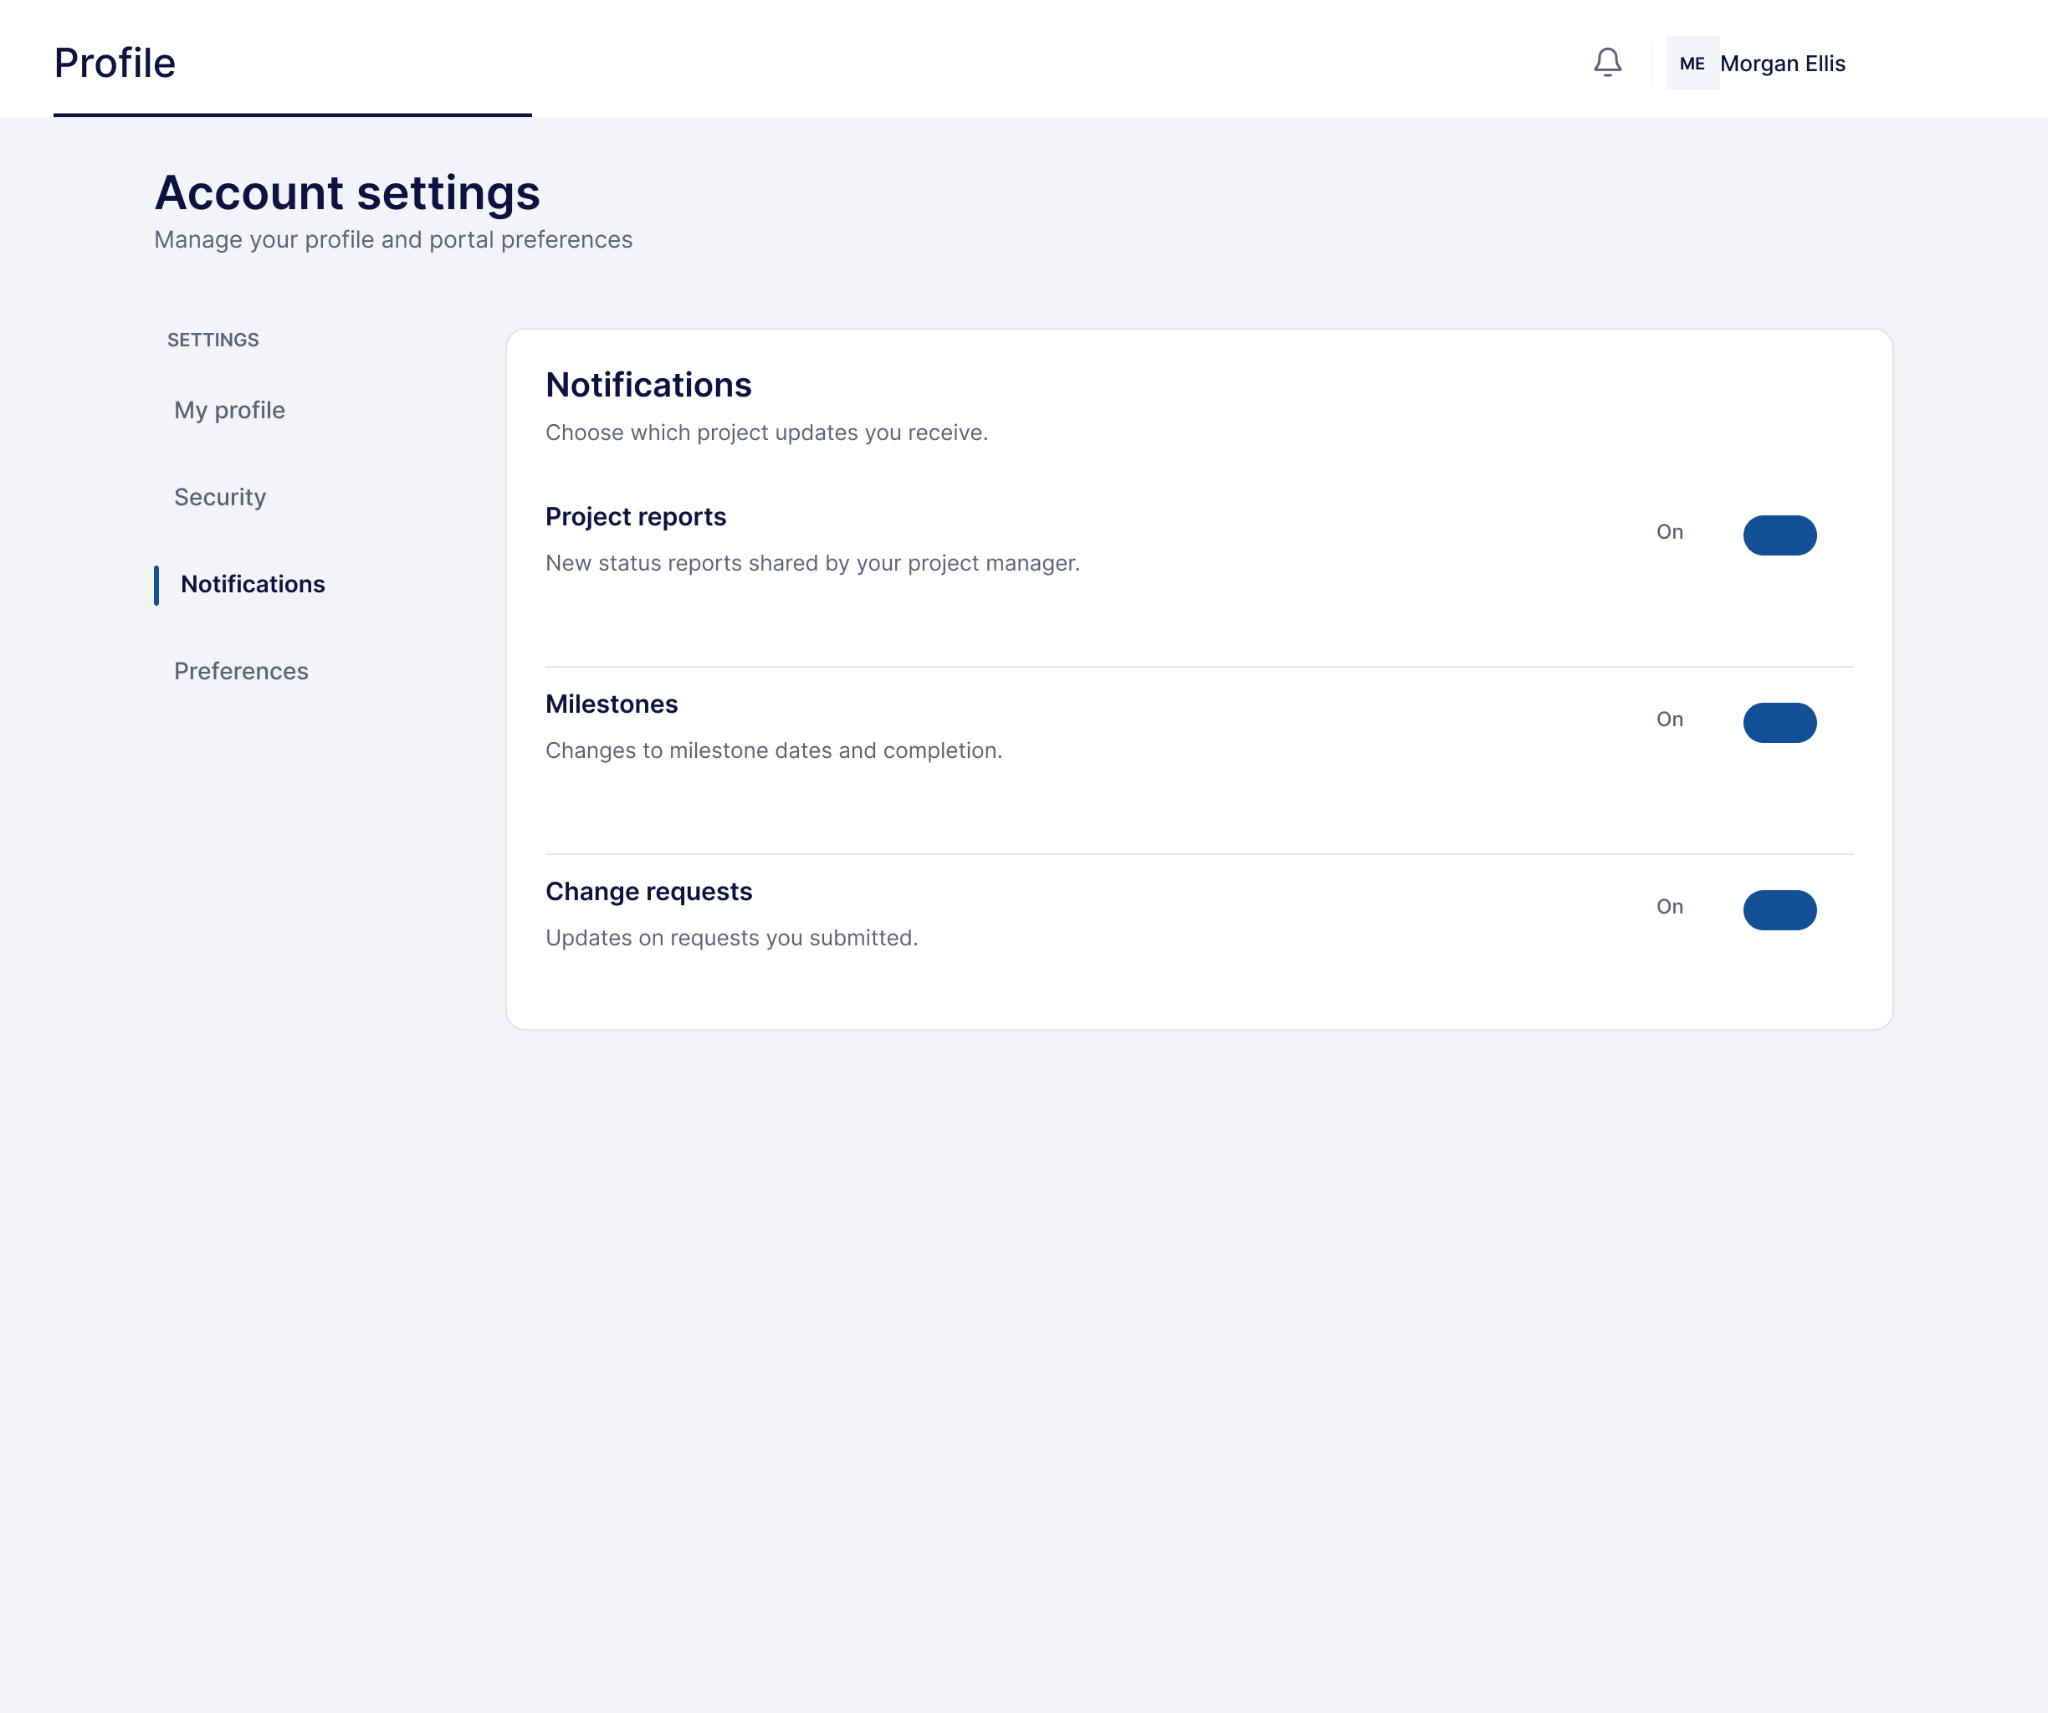 Profile
ME Morgan Ellis
Account settings
Manage your profile and portal preferences
SETTINGS
My profile
Security
Notifications
Preferences
Notifications
Choose which project updates you receive.
Project reports
On
New status reports shared by your project manager.
Milestones
On
Changes to milestone dates and completion.
Change requests
On
Updates on requests you submitted.